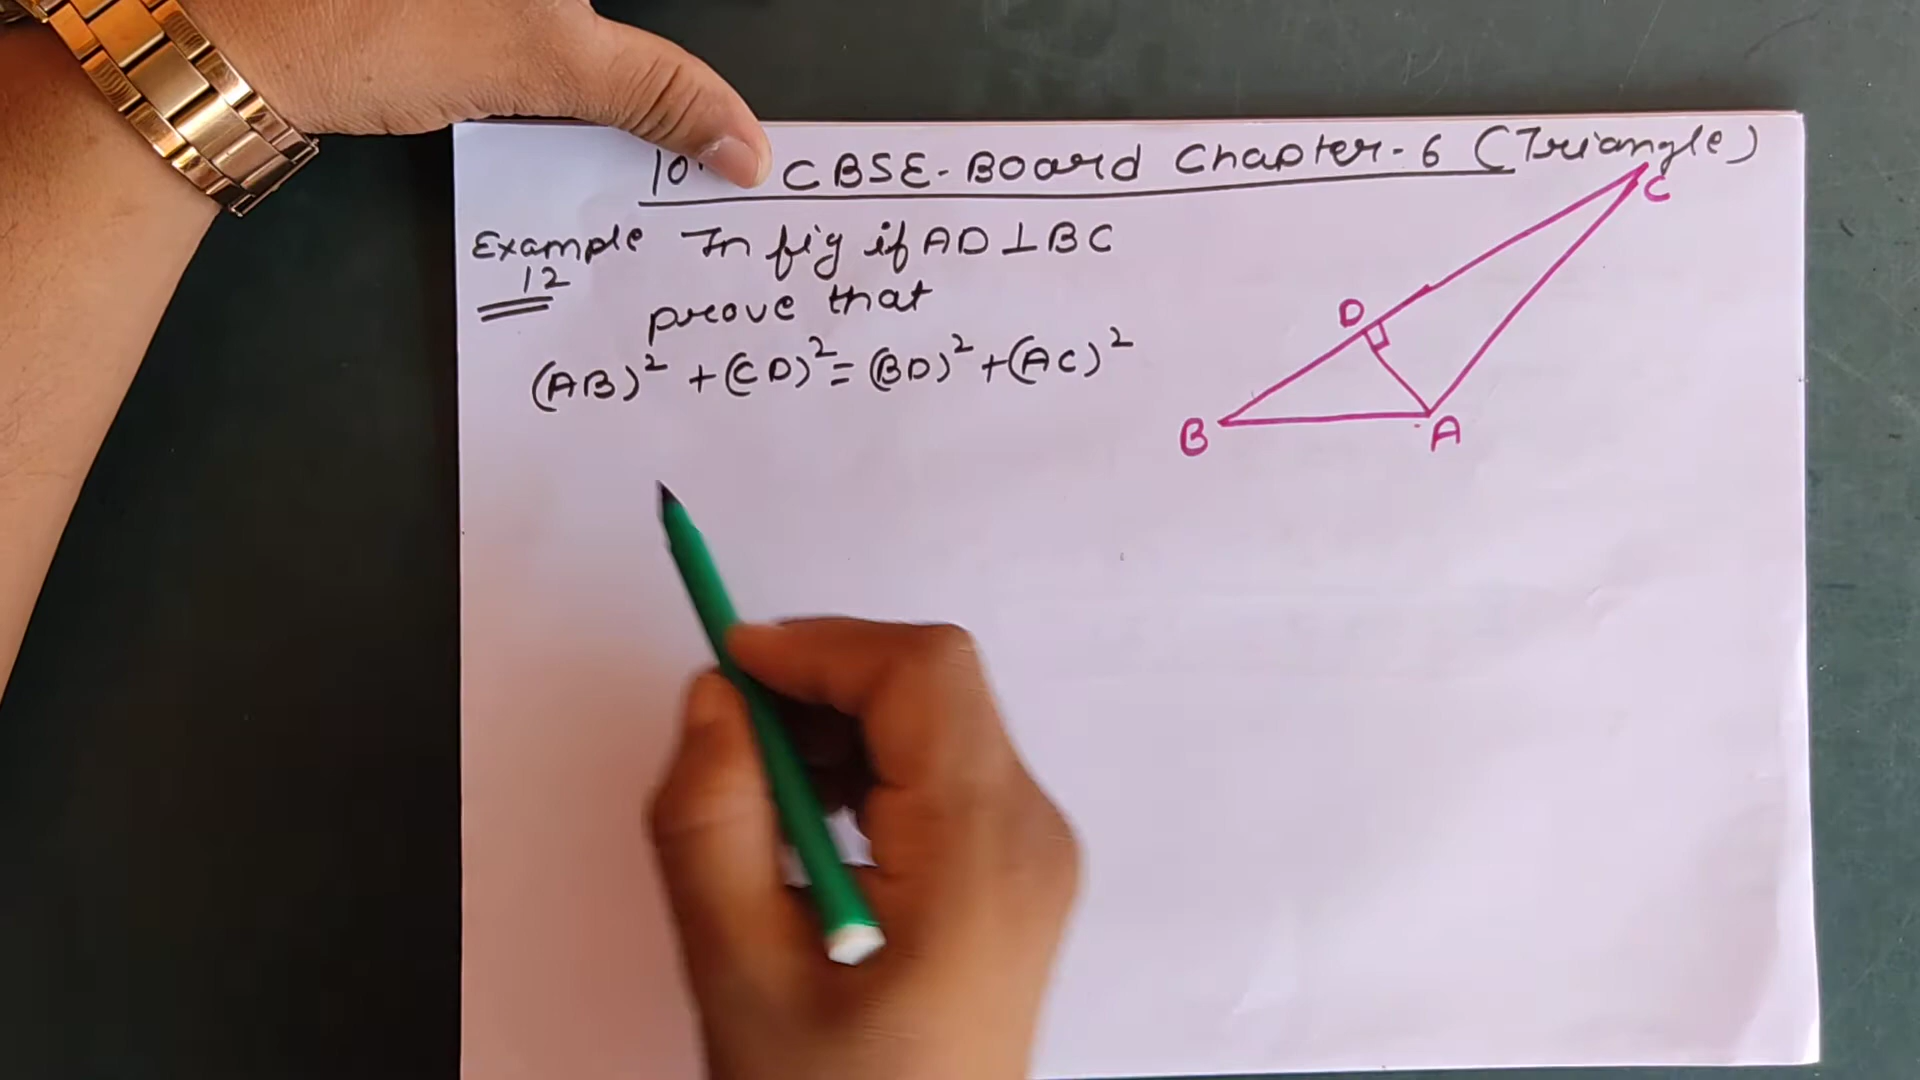 10 CBSE-Board Chapter-6 (Triangle)
Example 12 In fig if AD⊥BC
prove that
(AB)² + (CD)² = (BD)² + (AC)²
C
D
B
A